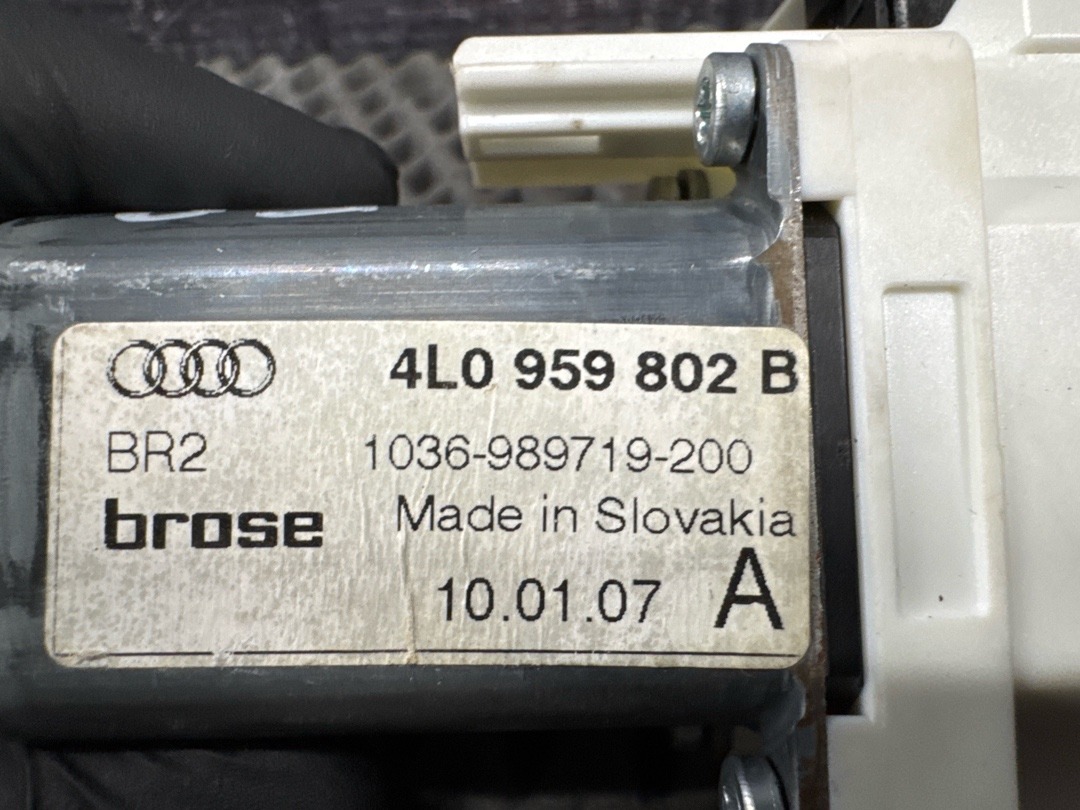 4L0 959 802 B
BR2 1036-989719-200
brose Made in Slovakia
10.01.07 A